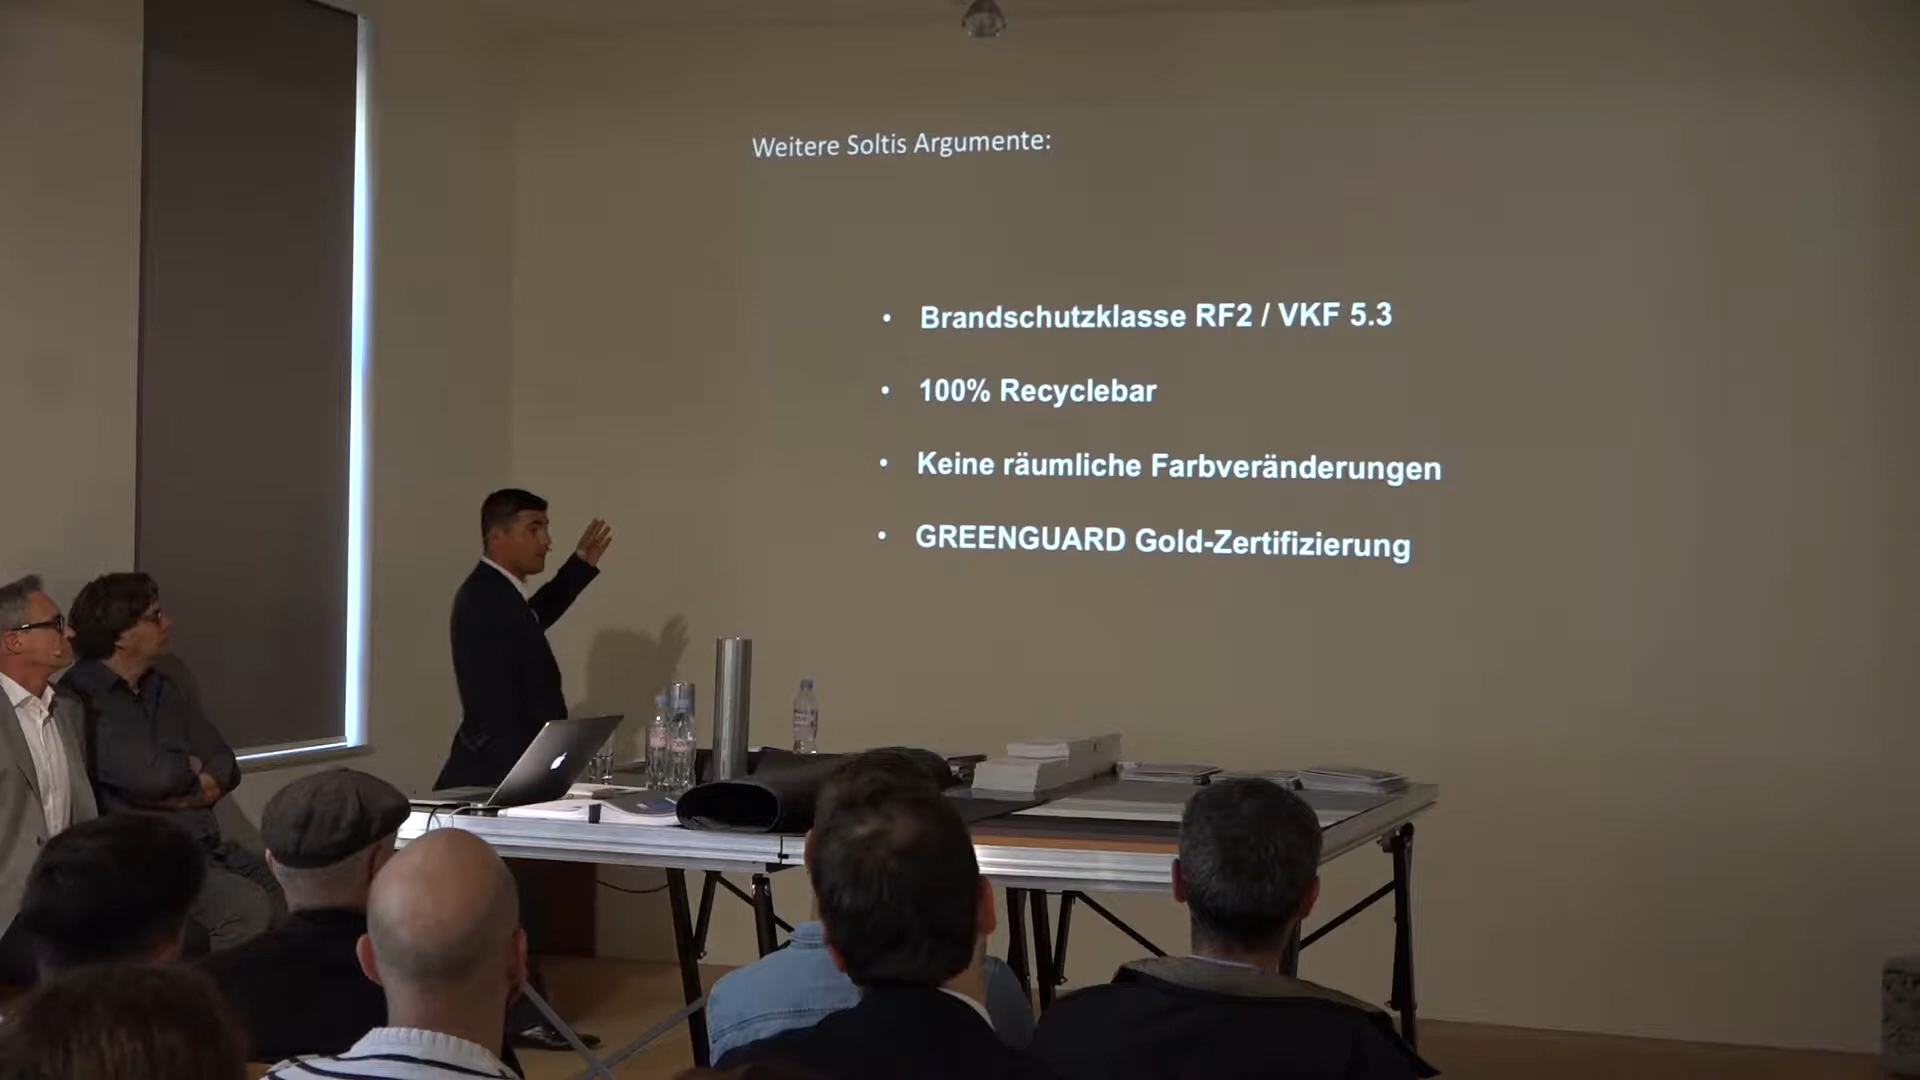 Weitere Soltis Argumente:
• Brandschutzklasse RF2 / VKF 5.3
• 100% Recyclebar
• Keine räumliche Farbveränderungen
• GREENGUARD Gold-Zertifizierung